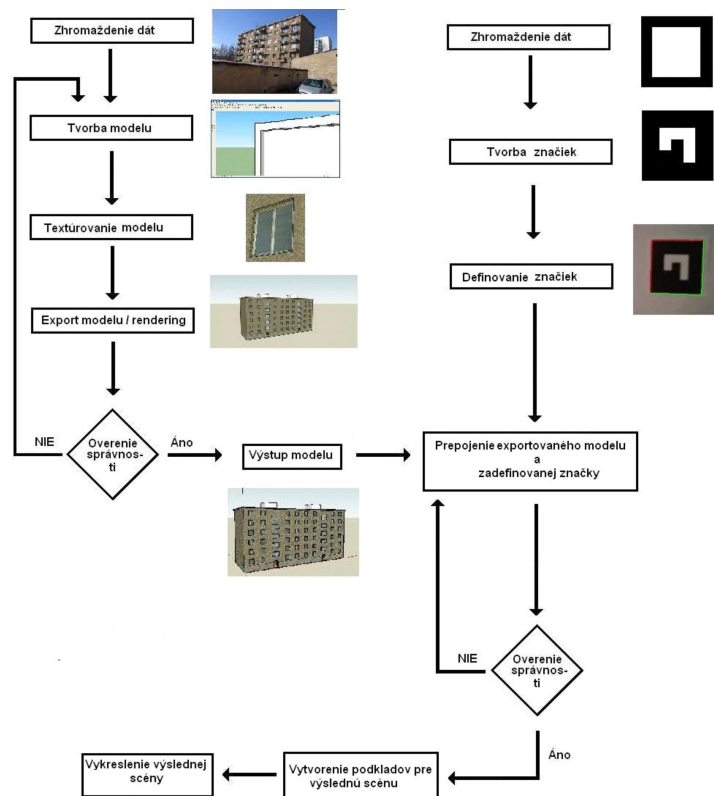 Zhromaždenie dát
Tvorba modelu
Textúrovanie modelu
Export modelu / rendering
NIE
Overenie
správnos-
ti
Áno
Výstup modelu
Zhromaždenie dát
Tvorba značiek
Definovanie značiek
Prepojenie exportovaného modelu
a
zadefinovanej značky
NIE
Overenie
správnos-
ti
Áno
Vytvorenie podkladov pre
výslednú scénu
Vykreslenie výslednej
scény